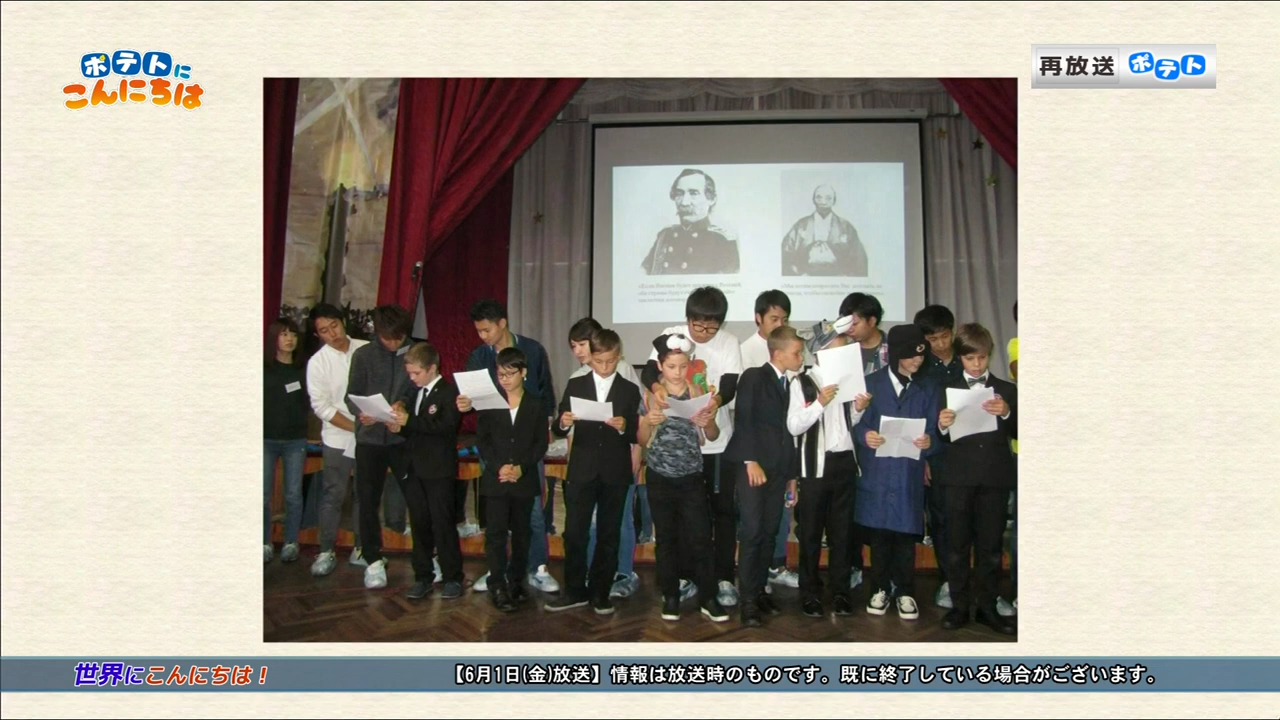 ポテトに
こんにちは
再放送 ポテト
世界にこんにちは!
【6月1日(金)放送】情報は放送時のものです。既に終了している場合がございます。